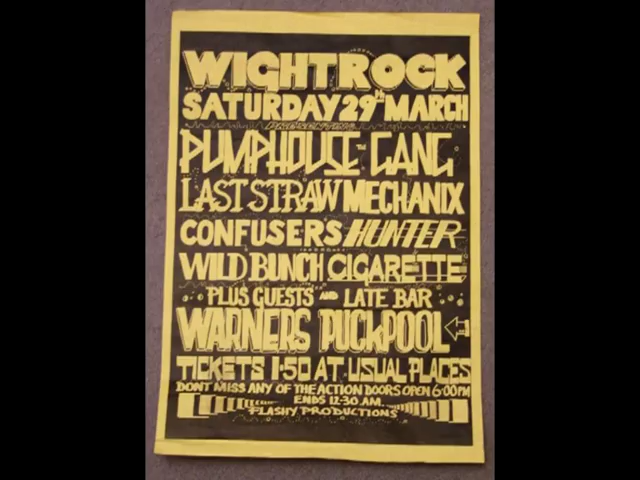 WIGHTROCK
SATURDAY 29TH MARCH
PUMPHOUSE GANG
LAST STRAW MECHANIX
CONFUSERS HUNTER
WILD BUNCH CIGARETTE
PLUS GUESTS AND LATE BAR
WARNERS PUCKPOOL
TICKETS 1·50 AT USUAL PLACES
DONT MISS ANY OF THE ACTION DOORS OPEN 6·00PM
ENDS 12-30 AM
FLASHY PRODUCTIONS